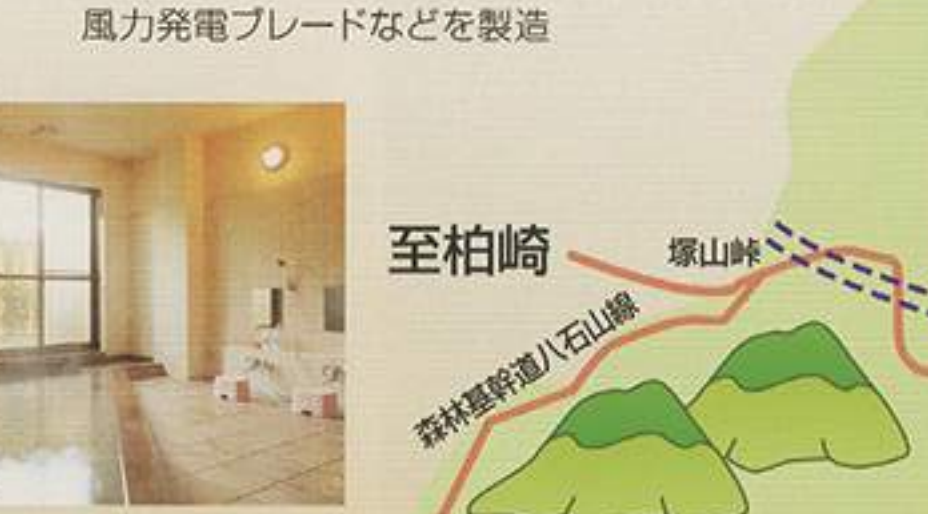 風力発電ブレードなどを製造
至柏崎
塚山峠
森林基幹道八石山線